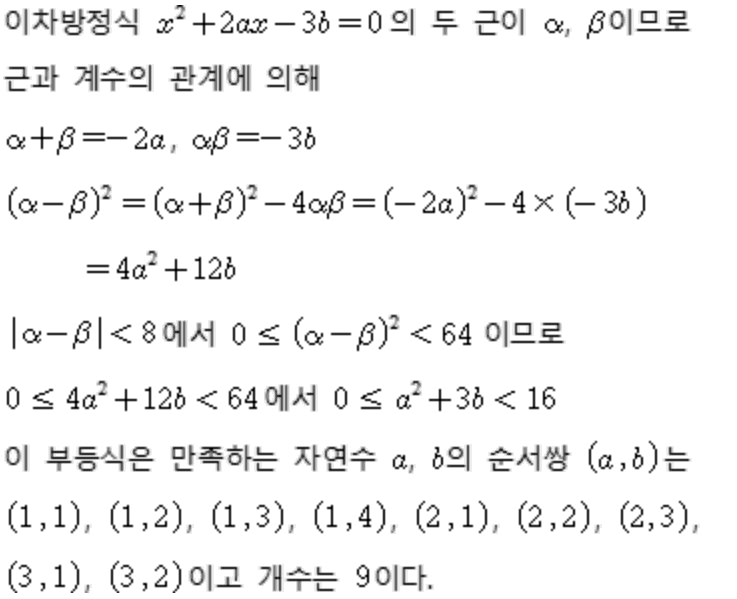 이차방정식 x²+2ax-3b=0의 두 근이 α, β이므로
근과 계수의 관계에 의해
α+β=-2a, αβ=-3b
(α-β)²=(α+β)²-4αβ=(-2a)²-4×(-3b)
=4a²+12b
|α-β|<8에서 0≤(α-β)²<64 이므로
0≤4a²+12b<64에서 0≤a²+3b<16
이 부등식은 만족하는 자연수 a, b의 순서쌍 (a,b)는
(1,1), (1,2), (1,3), (1,4), (2,1), (2,2), (2,3),
(3,1), (3,2)이고 개수는 9이다.